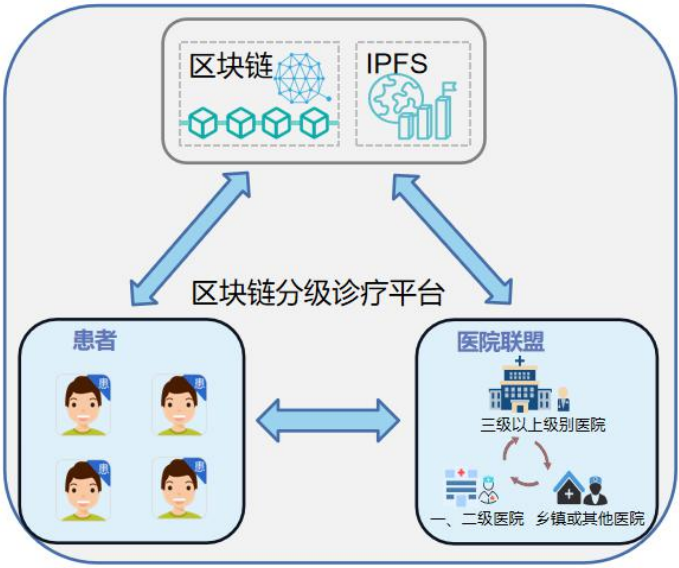 区块链
IPFS
区块链分级诊疗平台
患者
患
患
患
患
医院联盟
三级以上级别医院
一、二级医院
乡镇或其他医院